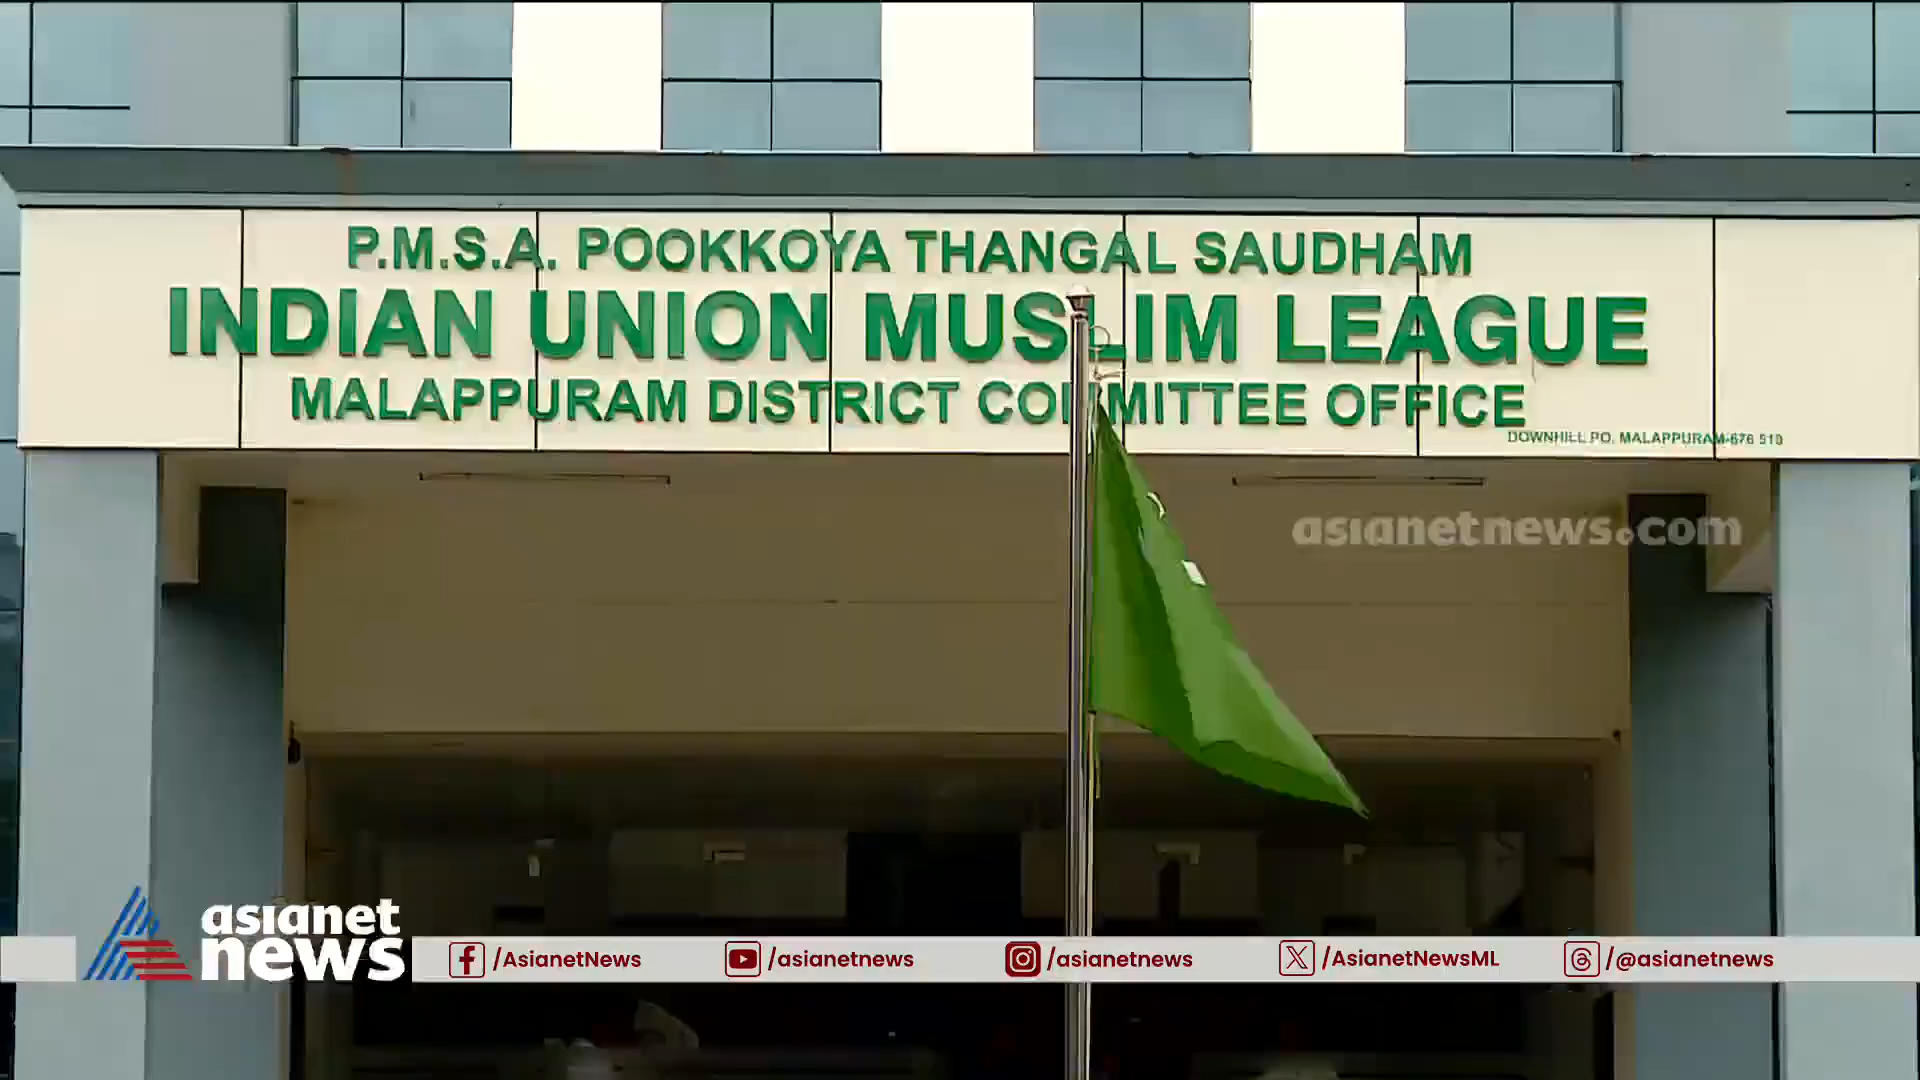 P.M.S.A. POOKKOYA THANGAL SAUDHAM
INDIAN UNION MUSLIM LEAGUE
MALAPPURAM DISTRICT COMMITTEE OFFICE
DOWNHILL PO, MALAPPURAM-676 519
asianetnews.com
asianet
news
/AsianetNews
/asianetnews
/asianetnews
/AsianetNewsML
/@asianetnews